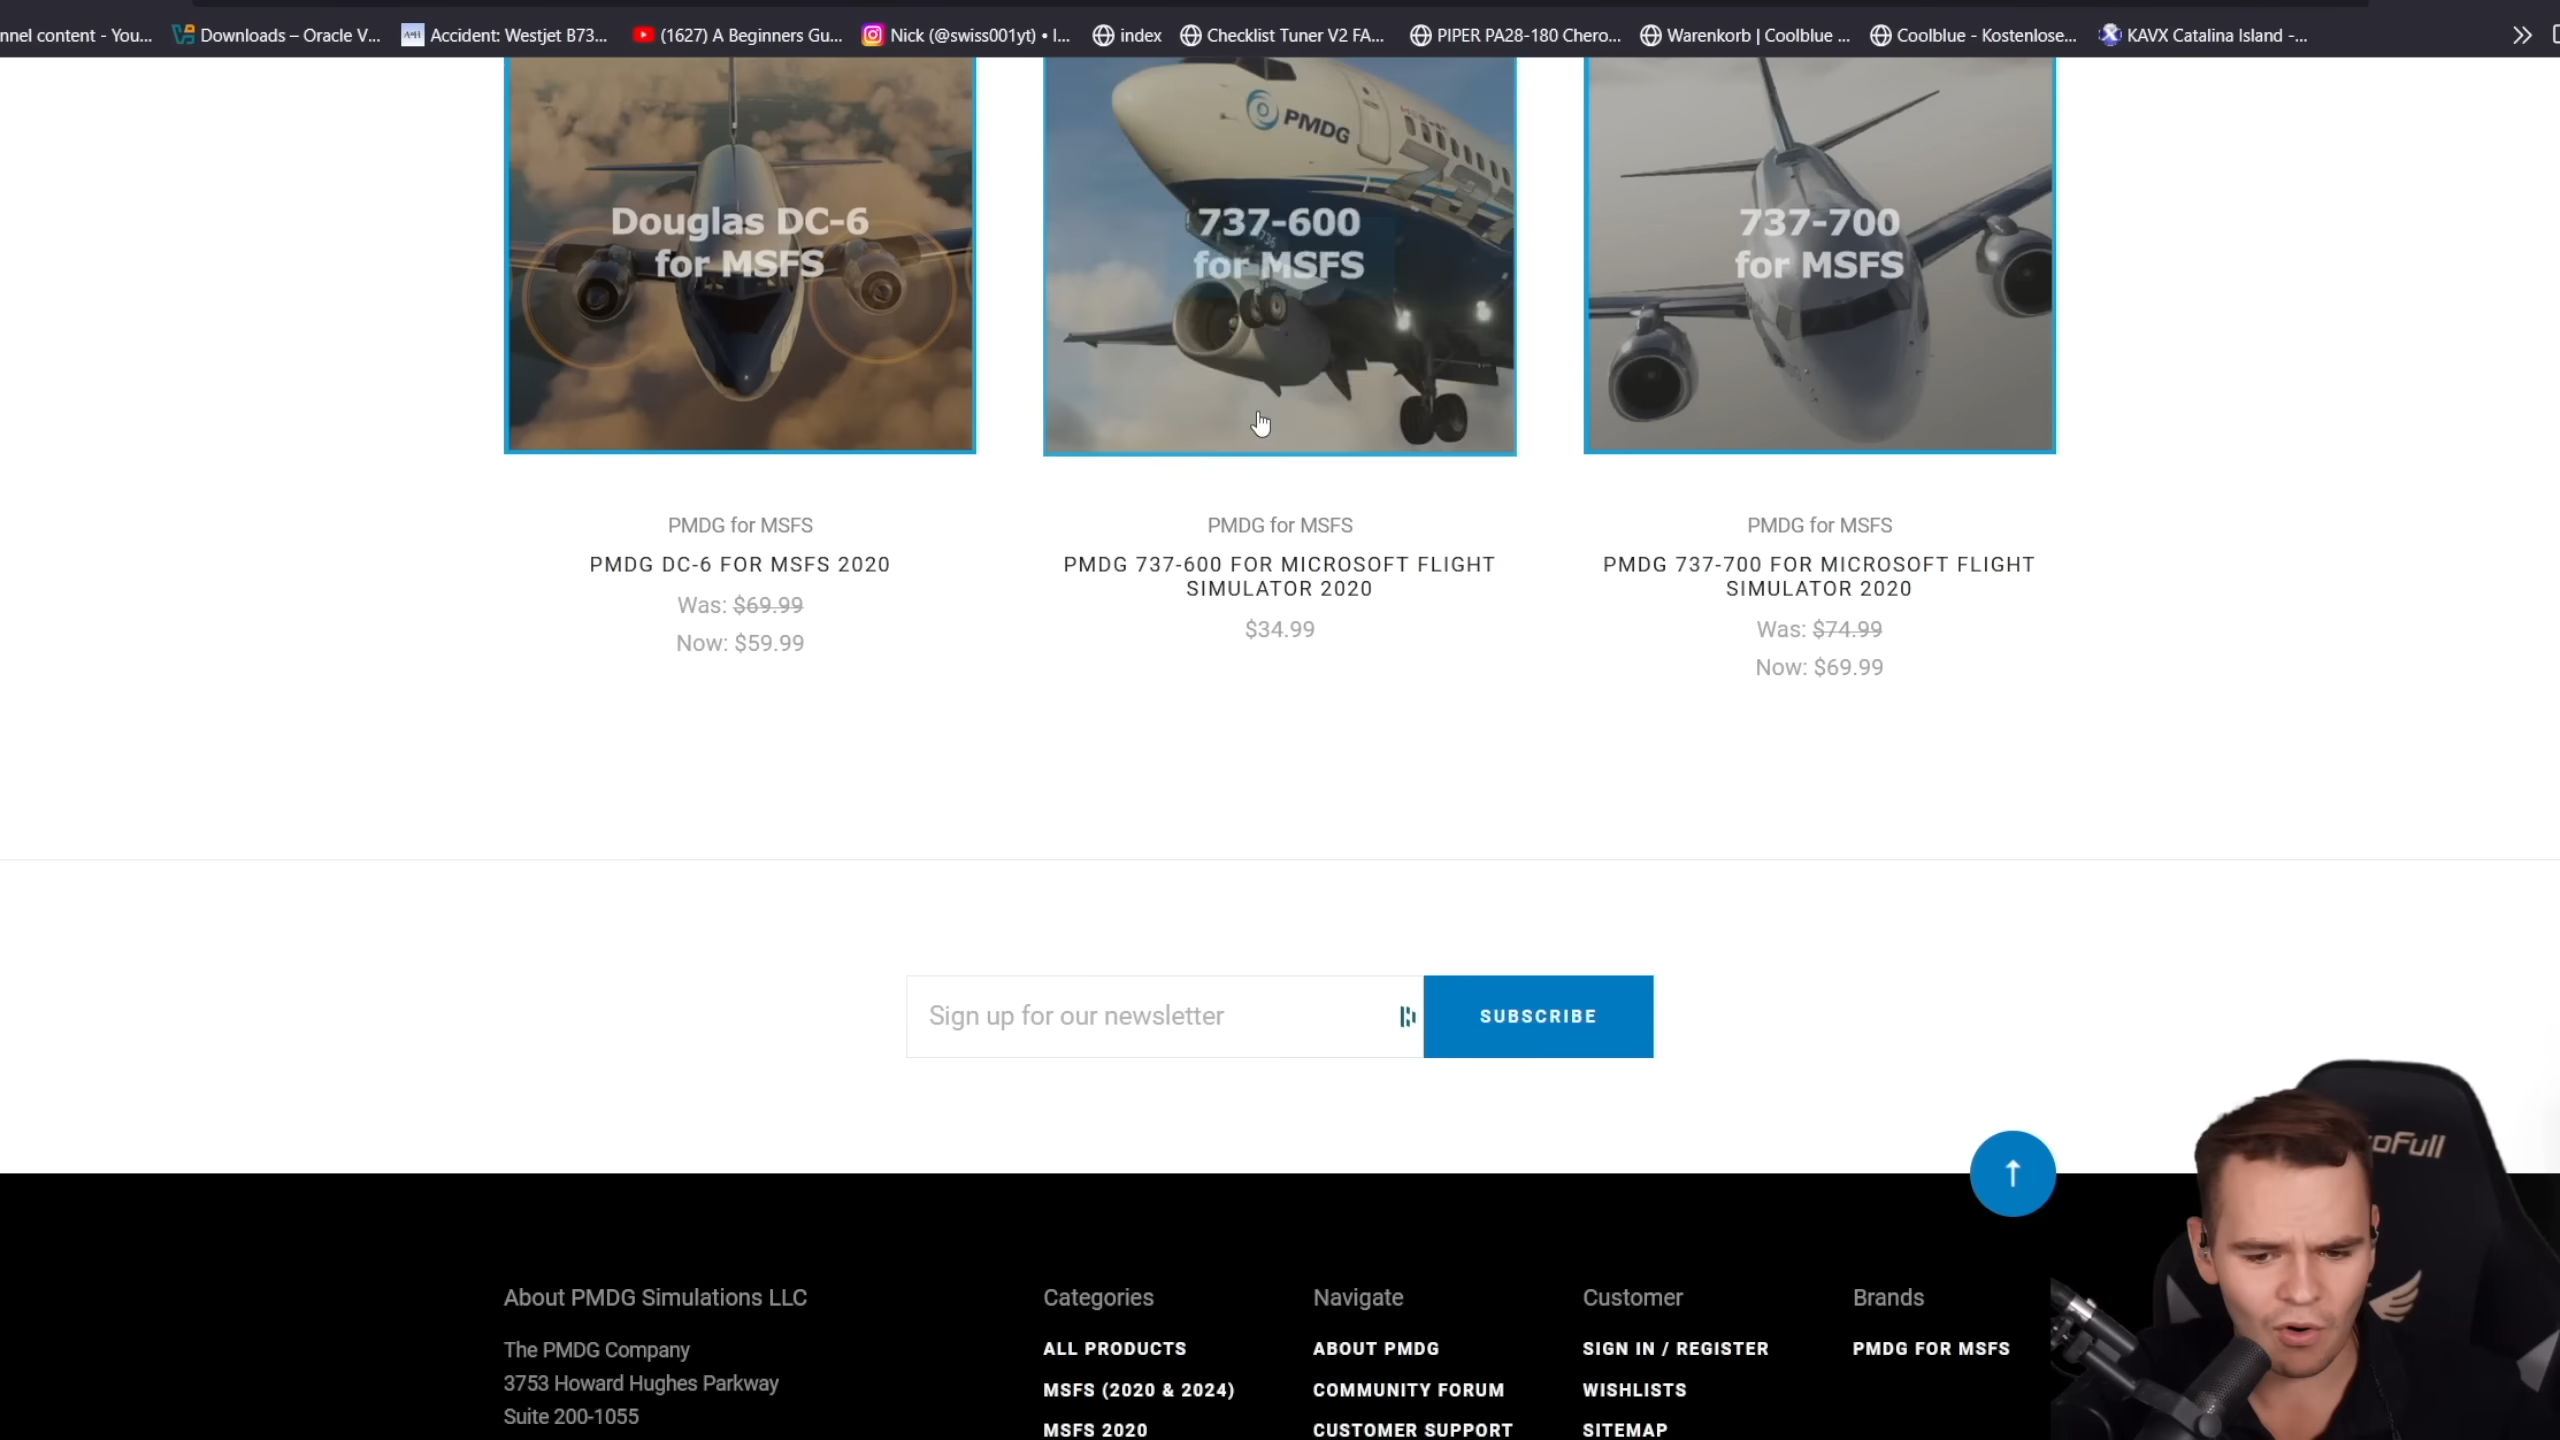 nnel content - You... Downloads – Oracle V... Accident: Westjet B73... (1627) A Beginners Gu... Nick (@swiss001yt) • I... index Checklist Tuner V2 FA... PIPER PA28-180 Chero... Warenkorb | Coolblue ... Coolblue - Kostenlose... KAVX Catalina Island -...
PMDG
Douglas DC-6
for MSFS
737-600
for MSFS
737-700
for MSFS
PMDG for MSFS
PMDG DC-6 FOR MSFS 2020
Was: $69.99
Now: $59.99
PMDG for MSFS
PMDG 737-600 FOR MICROSOFT FLIGHT
SIMULATOR 2020
$34.99
PMDG for MSFS
PMDG 737-700 FOR MICROSOFT FLIGHT
SIMULATOR 2020
Was: $74.99
Now: $69.99
Sign up for our newsletter
SUBSCRIBE
About PMDG Simulations LLC
The PMDG Company
3753 Howard Hughes Parkway
Suite 200-1055
Categories
ALL PRODUCTS
MSFS (2020 & 2024)
MSFS 2020
Navigate
ABOUT PMDG
COMMUNITY FORUM
CUSTOMER SUPPORT
Customer
SIGN IN / REGISTER
WISHLISTS
SITEMAP
Brands
PMDG FOR MSFS